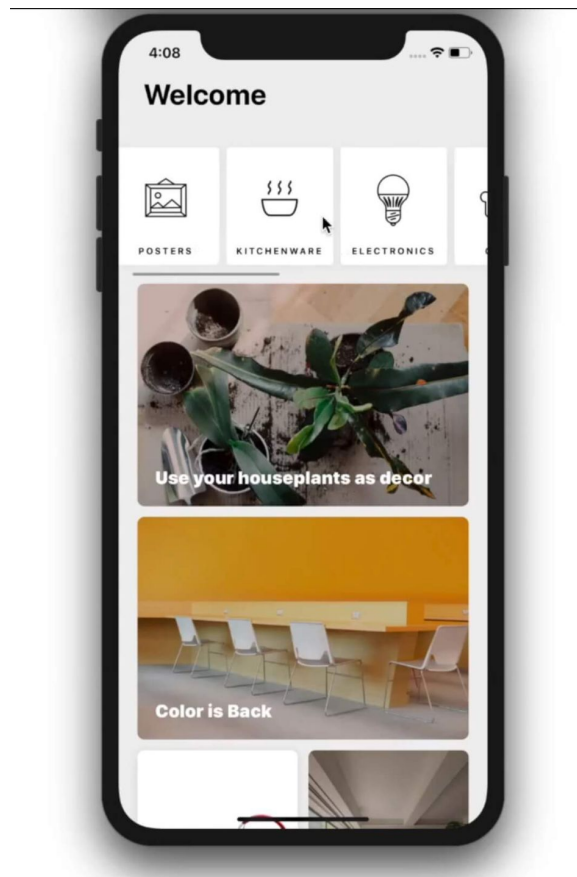 4:08
Welcome
POSTERS
KITCHENWARE
ELECTRONICS
Use your houseplants as decor
Color is Back